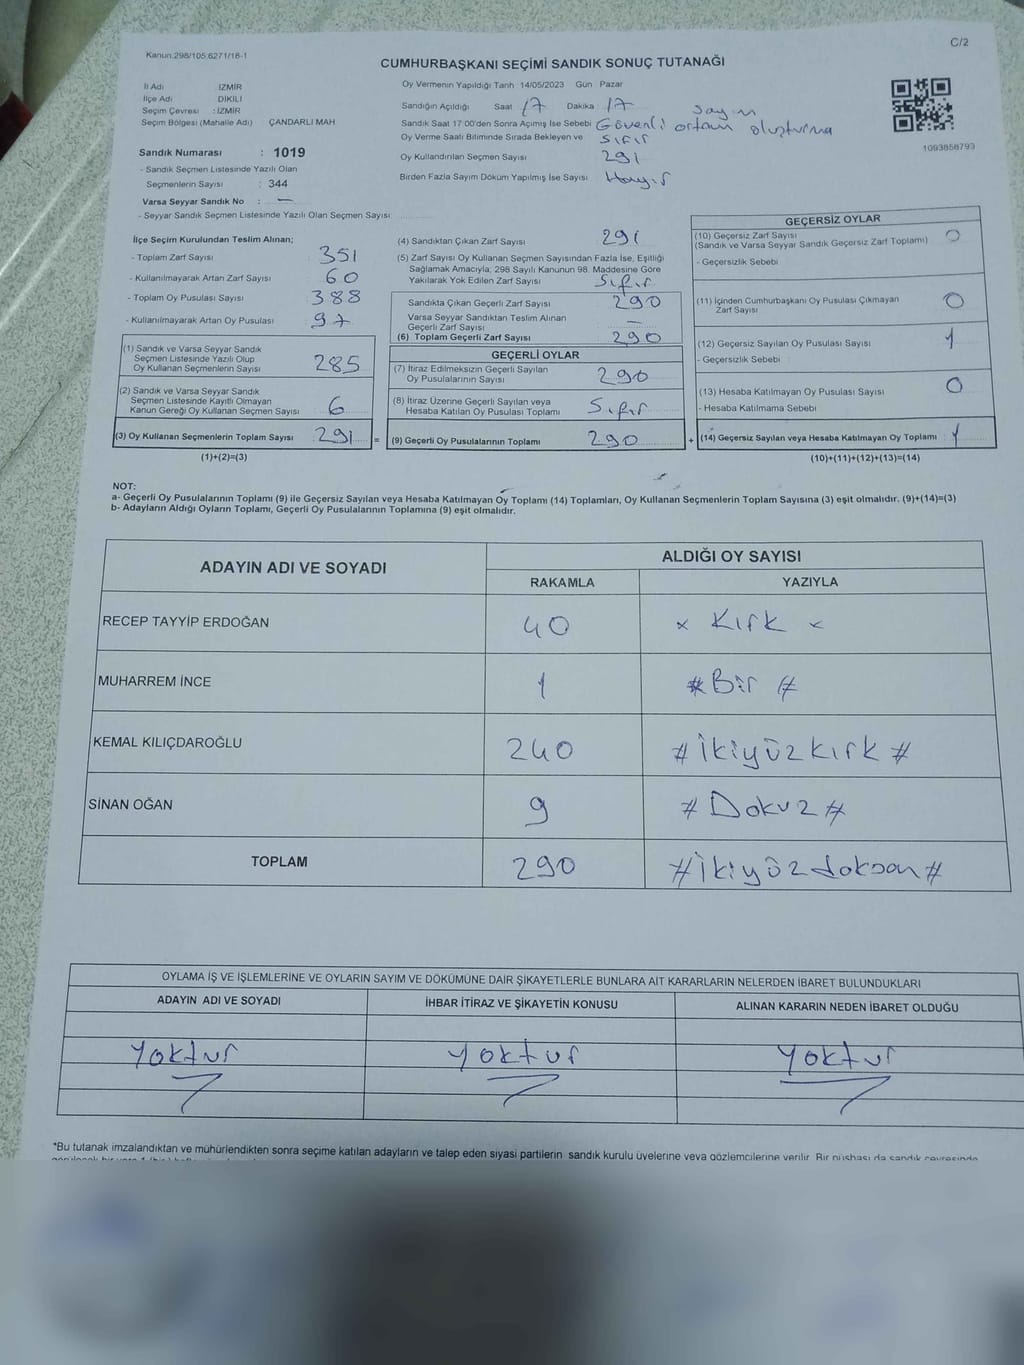 Kanun:298/105:6271/16-1
C/2
CUMHURBAŞKANI SEÇİMİ SANDIK SONUÇ TUTANAĞI
İl Adı İZMİR
İlçe Adı DİKİLİ
Seçim Çevresi : İZMİR
Seçim Bölgesi (Mahalle Adı) ÇANDARLI MAH
Sandık Numarası : 1019
- Sandık Seçmen Listesinde Yazılı Olan
Seçmenlerin Sayısı : 344
Varsa Seyyar Sandık No : —
- Seyyar Sandık Seçmen Listesinde Yazılı Olan Seçmen Sayısı
Oy Vermenin Yapıldığı Tarih 14/05/2023 Gün Pazar
Sandığın Açıldığı Saat 17 Dakika 17
Sandık Saat 17:00'den Sonra Açımış İse Sebebi Güvenli sayım ortamı oluşturma
Oy Verme Saati Bitiminde Sırada Bekleyen ve Sıfır
Oy Kullandırılan Seçmen Sayısı 291
Birden Fazla Sayım Döküm Yapılmış İse Sayısı Hayır
1093858793
İlçe Seçim Kurulundan Teslim Alınan;
- Toplam Zarf Sayısı 351
- Kullanılmayarak Artan Zarf Sayısı 60
- Toplam Oy Pusulası Sayısı 388
- Kullanılmayarak Artan Oy Pusulası 97
(1) Sandık ve Varsa Seyyar Sandık
Seçmen Listesinde Yazılı Olup
Oy Kullanan Seçmenlerin Sayısı 285
(2) Sandık ve Varsa Seyyar Sandık
Seçmen Listesinde Kayıtlı Olmayan
Kanun Gereği Oy Kullanan Seçmen Sayısı 6
(3) Oy Kullanan Seçmenlerin Toplam Sayısı 291 =
(1)+(2)=(3)
(4) Sandıktan Çıkan Zarf Sayısı 291
(5) Zarf Sayısı Oy Kullanan Seçmen Sayısından Fazla İse, Eşitliği
Sağlamak Amacıyla; 298 Sayılı Kanunun 98. Maddesine Göre
Yakılarak Yok Edilen Zarf Sayısı Sıfır
Sandıkta Çıkan Geçerli Zarf Sayısı 290
Varsa Seyyar Sandıktan Teslim Alınan
Geçerli Zarf Sayısı —
(6) Toplam Geçerli Zarf Sayısı 290
GEÇERLİ OYLAR
(7) İtiraz Edilmeksizin Geçerli Sayılan
Oy Pusulalarının Sayısı 290
(8) İtiraz Üzerine Geçerli Sayılan veya
Hesaba Katılan Oy Pusulası Toplamı Sıfır
(9) Geçerli Oy Pusulalarının Toplamı 290 +
GEÇERSİZ OYLAR
(10) Geçersiz Zarf Sayısı 0
(Sandık ve Varsa Seyyar Sandık Geçersiz Zarf Toplamı)
- Geçersizlik Sebebi
(11) İçinden Cumhurbaşkanı Oy Pusulası Çıkmayan
Zarf Sayısı 0
(12) Geçersiz Sayılan Oy Pusulası Sayısı 1
- Geçersizlik Sebebi :
(13) Hesaba Katılmayan Oy Pusulası Sayısı 0
- Hesaba Katılmama Sebebi
(14) Geçersiz Sayılan veya Hesaba Katılmayan Oy Toplamı : 1
(10)+(11)+(12)+(13)=(14)
NOT:
a- Geçerli Oy Pusulalarının Toplamı (9) ile Geçersiz Sayılan veya Hesaba Katılmayan Oy Toplamı (14) Toplamları, Oy Kullanan Seçmenlerin Toplam Sayısına (3) eşit olmalıdır. (9)+(14)=(3)
b- Adayların Aldığı Oyların Toplamı, Geçerli Oy Pusulalarının Toplamına (9) eşit olmalıdır.
ADAYIN ADI VE SOYADI
ALDIĞI OY SAYISI
RAKAMLA YAZIYLA
RECEP TAYYİP ERDOĞAN 40 × Kırk ×
MUHARREM İNCE 1 # Bir #
KEMAL KILIÇDAROĞLU 240 # İkiyüzkırk #
SİNAN OĞAN 9 # Dokuz #
TOPLAM 290 # İkiyüzdoksan #
OYLAMA İŞ VE İŞLEMLERİNE VE OYLARIN SAYIM VE DÖKÜMÜNE DAİR ŞİKAYETLERLE BUNLARA AİT KARARLARIN NELERDEN İBARET BULUNDUKLARI
ADAYIN ADI VE SOYADI İHBAR İTİRAZ VE ŞİKAYETİN KONUSU ALINAN KARARIN NEDEN İBARET OLDUĞU
Yoktur Yoktur Yoktur
*Bu tutanak imzalandıktan ve mühürlendikten sonra seçime katılan adayların ve talep eden siyasi partilerin sandık kurulu üyelerine veya gözlemcilerine verilir. Bir nüshası da sandık çevresinde